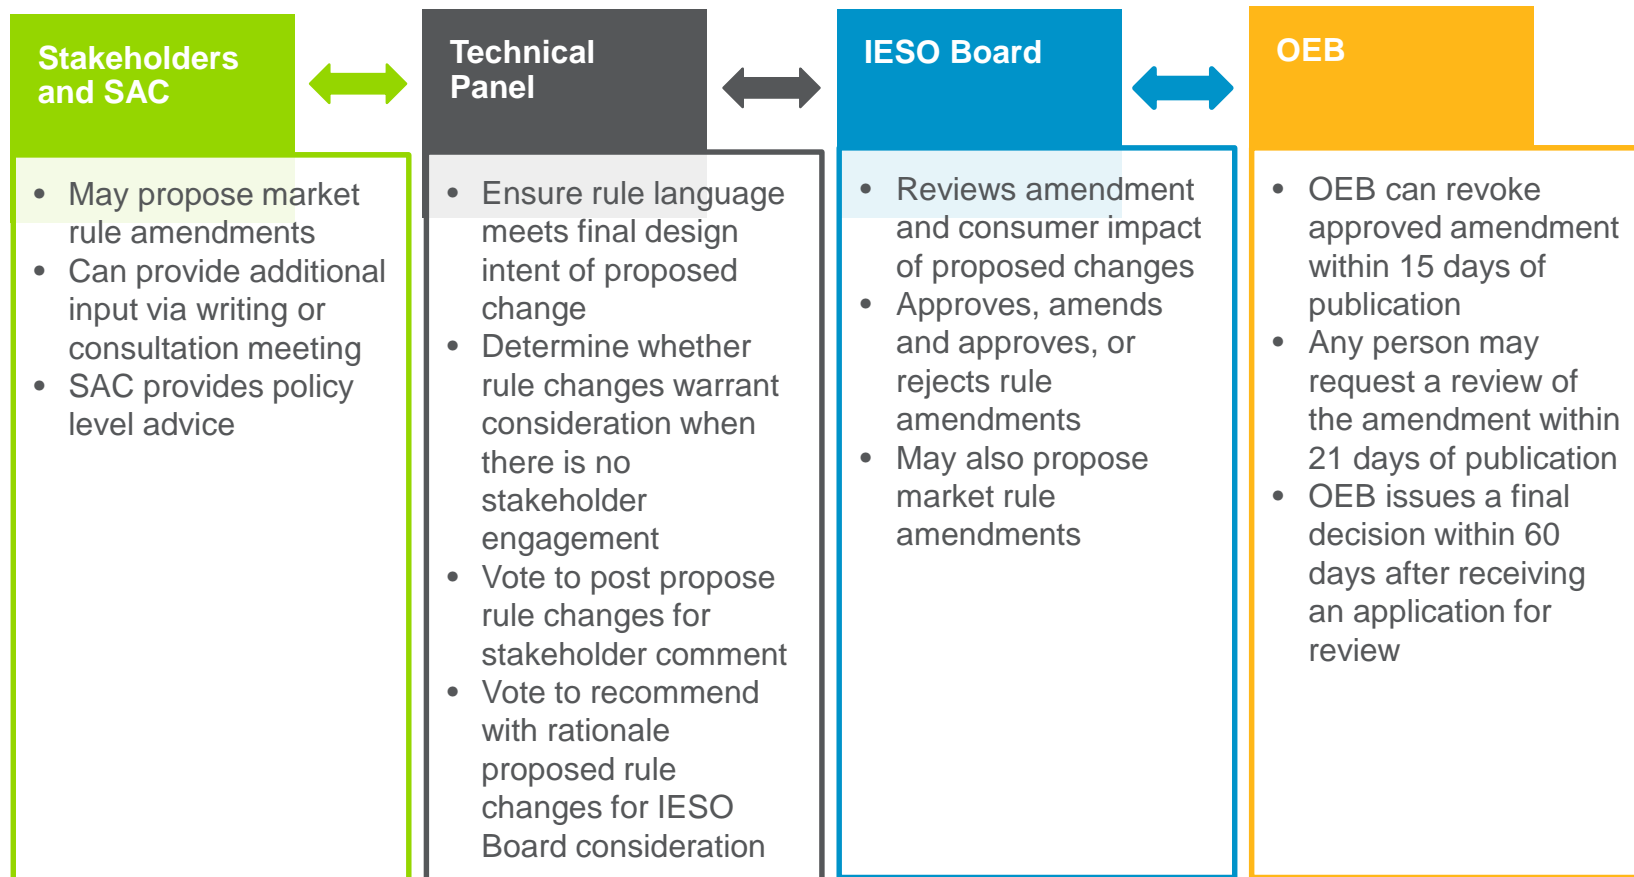 Stakeholders
and SAC
• May propose market
rule amendments
• Can provide additional
input via writing or
consultation meeting
• SAC provides policy
level advice
Technical
Panel
• Ensure rule language
meets final design
intent of proposed
change
• Determine whether
rule changes warrant
consideration when
there is no
stakeholder
engagement
• Vote to post propose
rule changes for
stakeholder comment
• Vote to recommend
with rationale
proposed rule
changes for IESO
Board consideration
IESO Board
• Reviews amendment
and consumer impact
of proposed changes
• Approves, amends
and approves, or
rejects rule
amendments
• May also propose
market rule
amendments
OEB
• OEB can revoke
approved amendment
within 15 days of
publication
• Any person may
request a review of
the amendment within
21 days of publication
• OEB issues a final
decision within 60
days after receiving
an application for
review